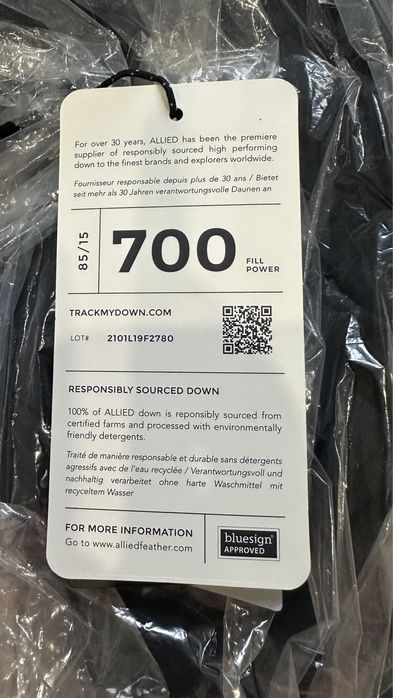 For over 30 years, ALLIED has been the premiere
supplier of responsibly sourced high performing
down to the finest brands and explorers worldwide.
Fournisseur responsable depuis plus de 30 ans / Bietet
seit mehr als 30 Jahren verantwortungsvolle Daunen an
85/15
700
FILL
POWER
TRACKMYDOWN.COM
LOT# 2101L19F2780
RESPONSIBLY SOURCED DOWN
100% of ALLIED down is reponsibly sourced from
certified farms and processed with environmentally
friendly detergents.
Traité de manière responsable et durable sans détergents
agressifs avec de l'eau recyclée / Verantwortungsvoll und
nachhaltig verarbeitet ohne harte Waschmittel mit
recyceltem Wasser
FOR MORE INFORMATION
Go to www.alliedfeather.com
bluesign®
APPROVED